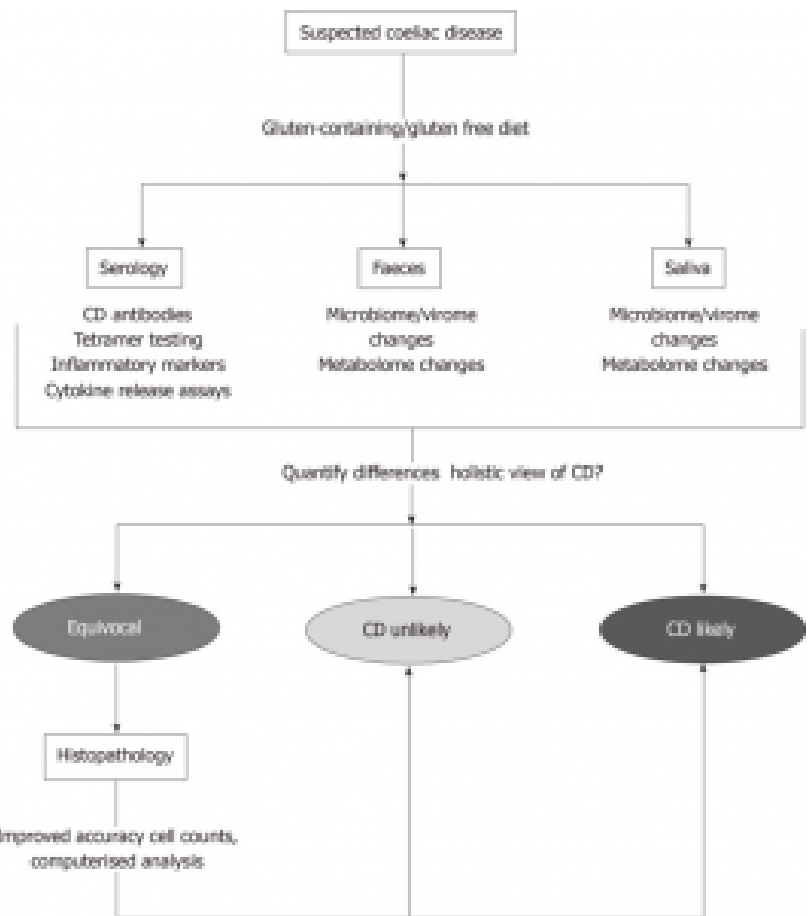 Suspected coeliac disease
Gluten-containing/gluten free diet
Serology
CD antibodies
Tetramer testing
Inflammatory markers
Cytokine release assays
Faeces
Microbiome/virome
changes
Metabolome changes
Saliva
Microbiome/virome
changes
Metabolome changes
Quantify differences holistic view of CD?
Equivocal
CD unlikely
CD likely
Histopathology
Improved accuracy cell counts,
computerised analysis